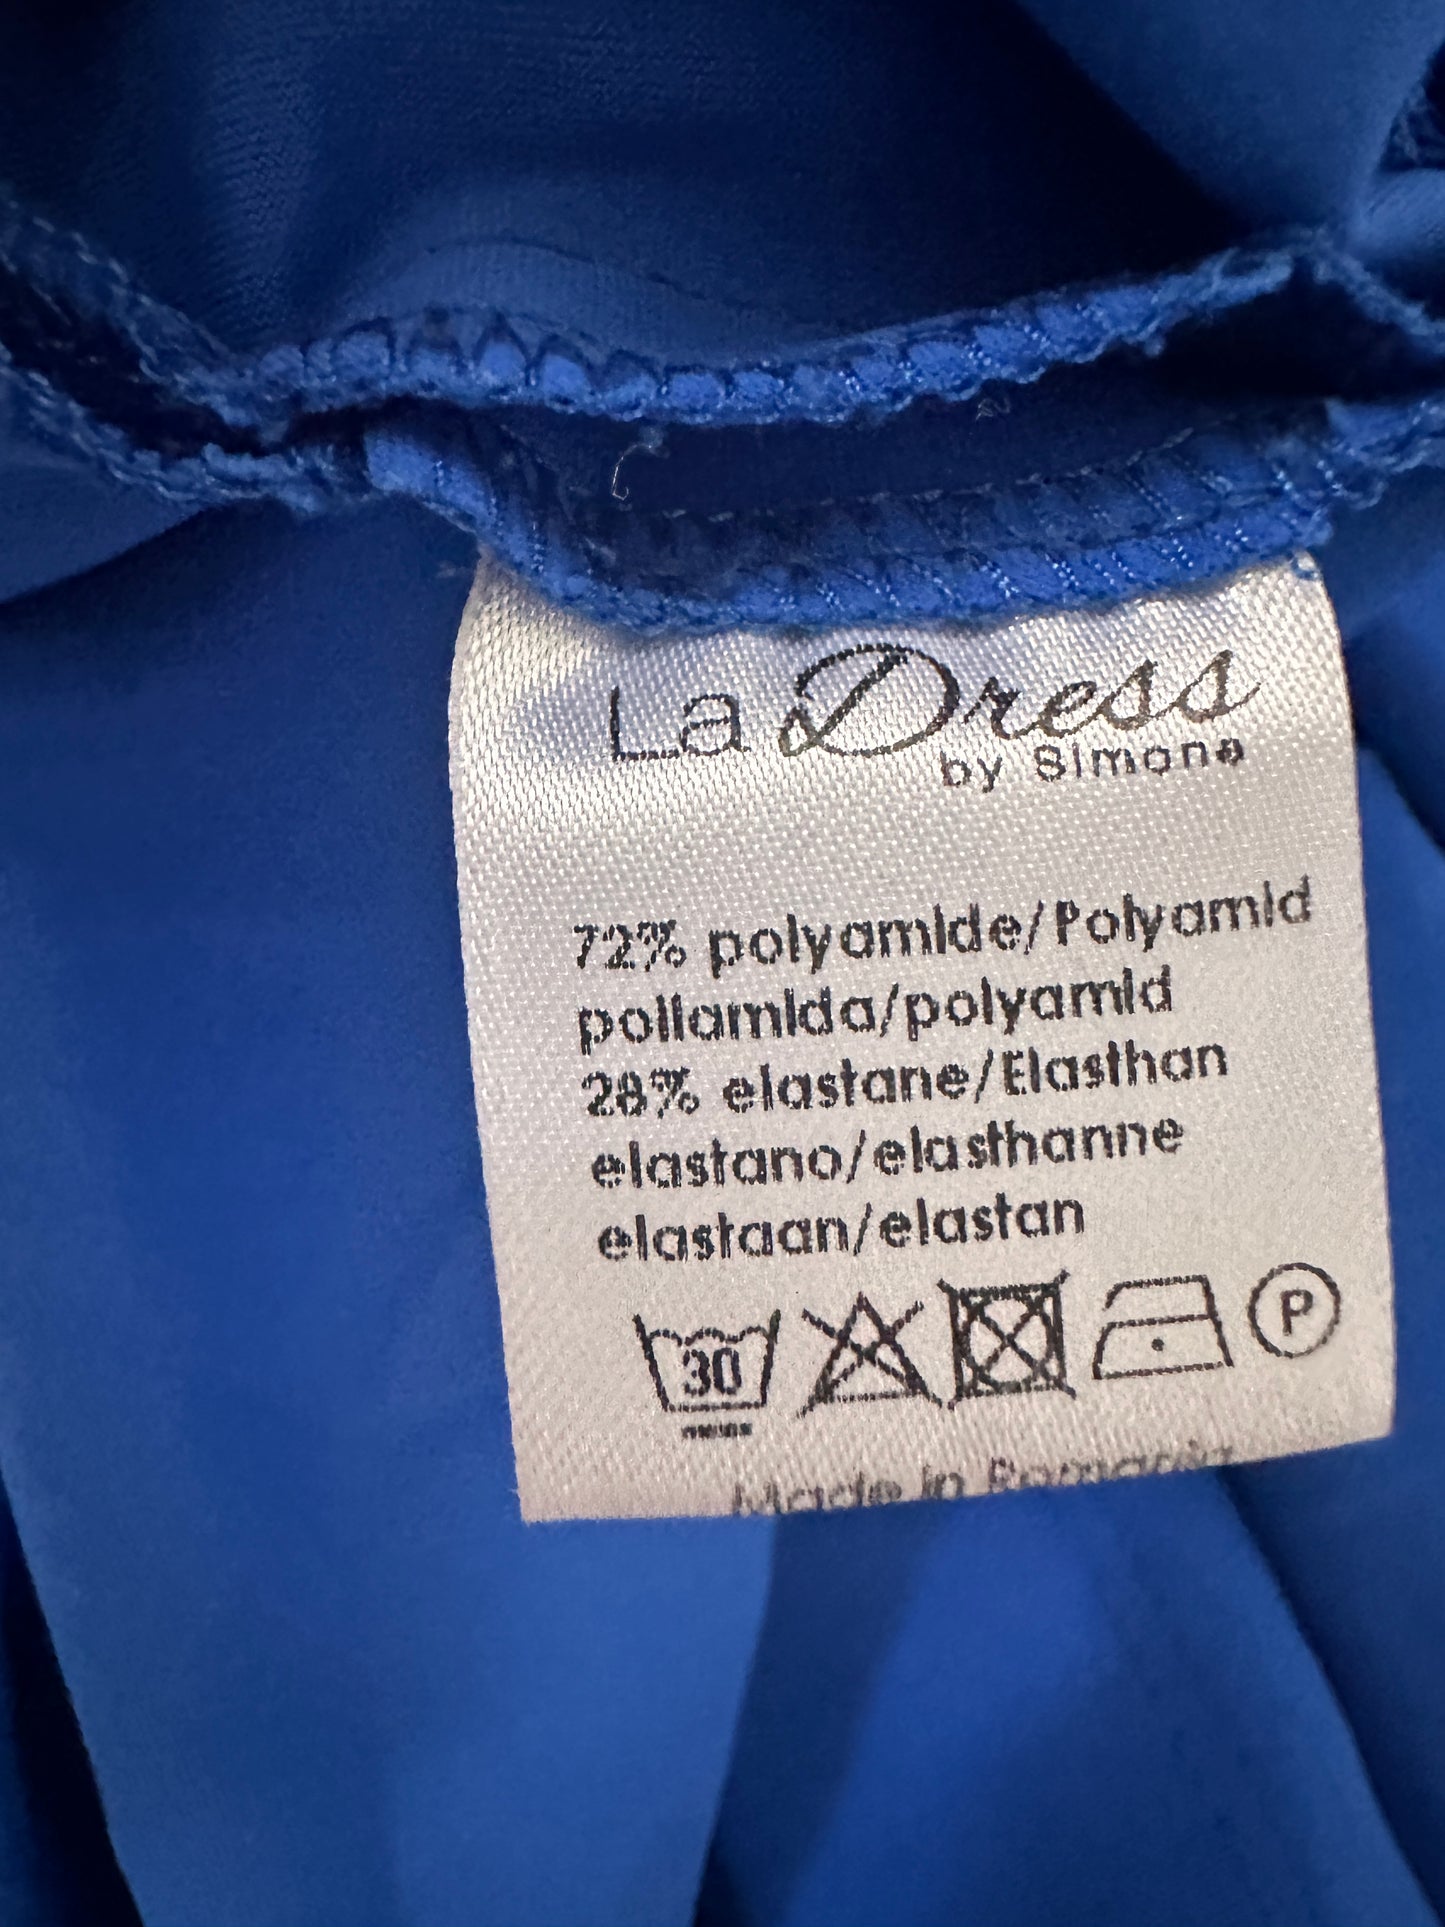 La Dress
by Simone
72% polyamide/Polyamid
poliamida/polyamid
28% elastane/Elasthan
elastano/elasthanne
elastaan/elastan
30
P
Made in Romania